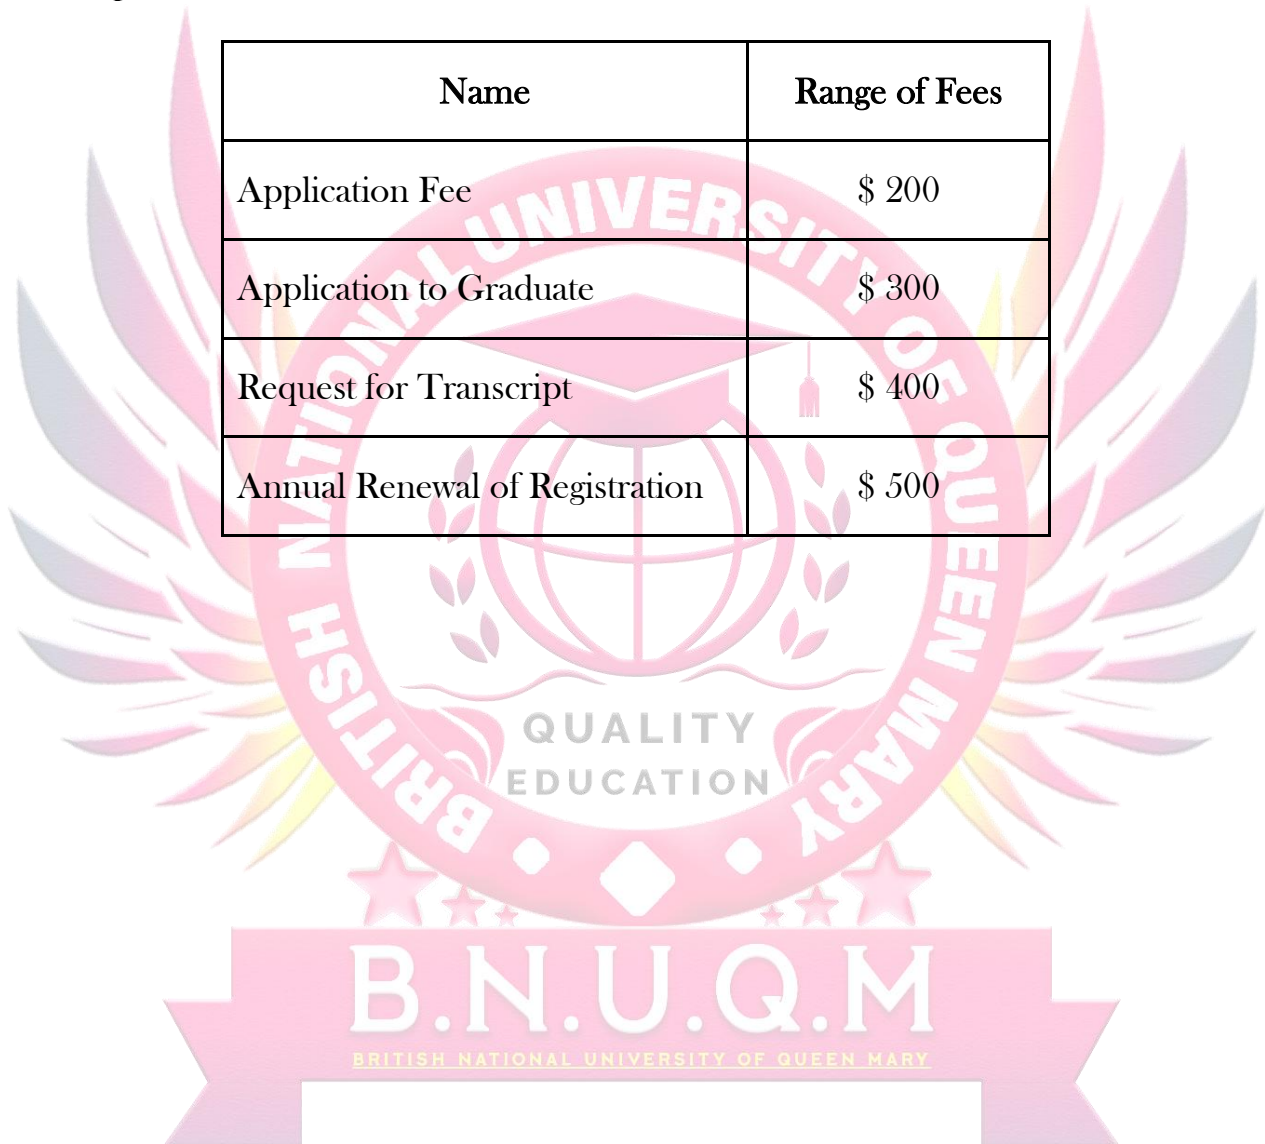 Name Range of Fees
Application Fee $ 200
Application to Graduate $ 300
Request for Transcript $ 400
Annual Renewal of Registration $ 500
BRITISH NATIONAL UNIVERSITY OF QUEEN MARY
QUALITY
EDUCATION
B.N.U.Q.M
BRITISH NATIONAL UNIVERSITY OF QUEEN MARY